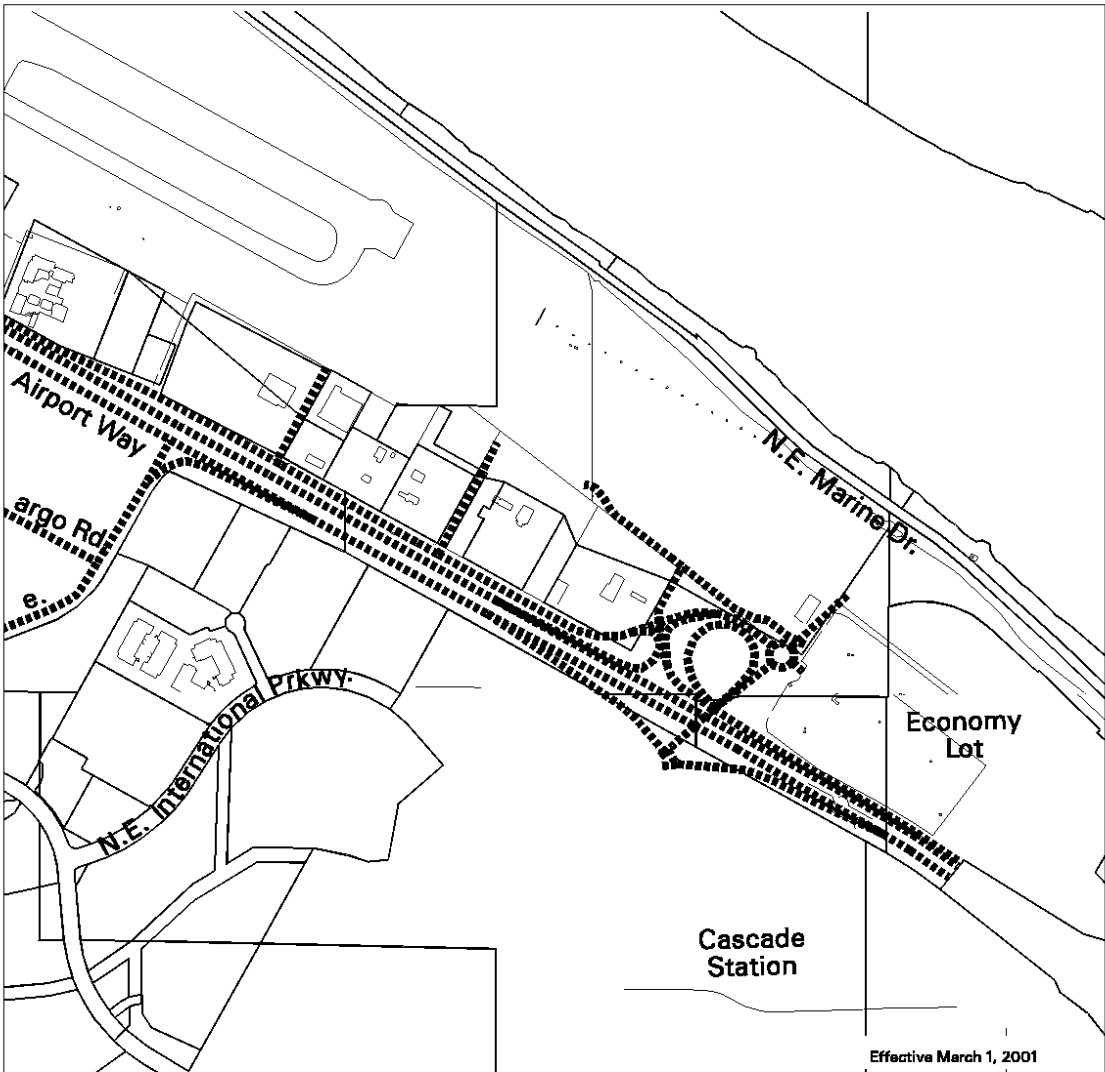 Airport Way
N.E. Marine Dr.
argo Rd.
e.
N.E. International Prkwy.
Economy
Lot
Cascade
Station
Effective March 1, 2001